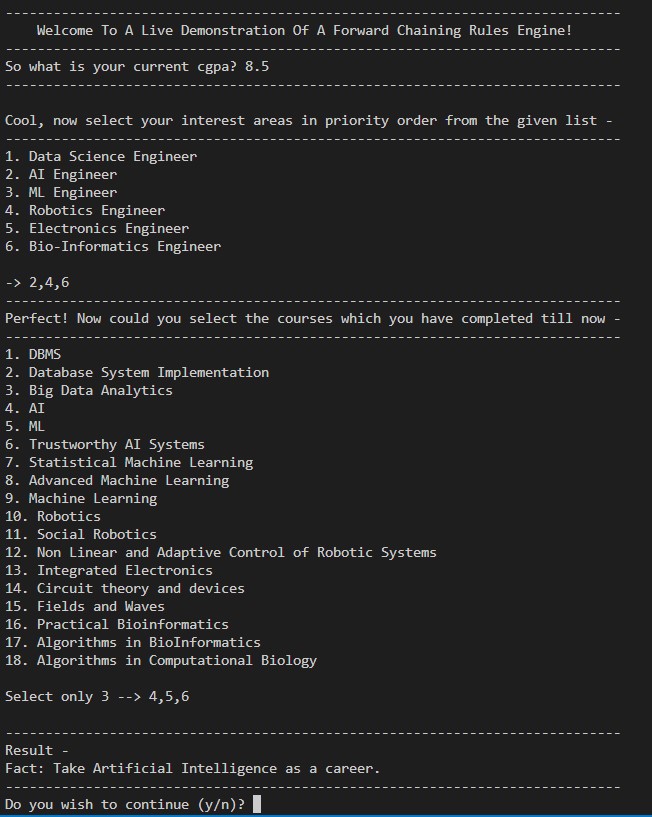 -----------------------------------------------------------------------------
    Welcome To A Live Demonstration Of A Forward Chaining Rules Engine!
-----------------------------------------------------------------------------
So what is your current cgpa? 8.5
-----------------------------------------------------------------------------
Cool, now select your interest areas in priority order from the given list -
-----------------------------------------------------------------------------
1. Data Science Engineer
2. AI Engineer
3. ML Engineer
4. Robotics Engineer
5. Electronics Engineer
6. Bio-Informatics Engineer
-> 2,4,6
-----------------------------------------------------------------------------
Perfect! Now could you select the courses which you have completed till now -
-----------------------------------------------------------------------------
1. DBMS
2. Database System Implementation
3. Big Data Analytics
4. AI
5. ML
6. Trustworthy AI Systems
7. Statistical Machine Learning
8. Advanced Machine Learning
9. Machine Learning
10. Robotics
11. Social Robotics
12. Non Linear and Adaptive Control of Robotic Systems
13. Integrated Electronics
14. Circuit theory and devices
15. Fields and Waves
16. Practical Bioinformatics
17. Algorithms in BioInformatics
18. Algorithms in Computational Biology
Select only 3 --> 4,5,6
-----------------------------------------------------------------------------
Result -
Fact: Take Artificial Intelligence as a career.
-----------------------------------------------------------------------------
Do you wish to continue (y/n)?